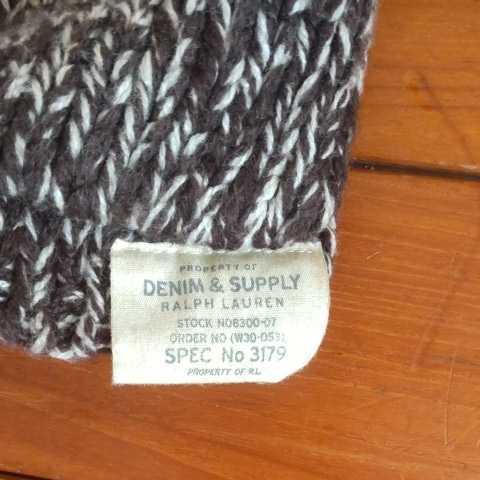 PROPERTY OF
DENIM & SUPPLY
RALPH LAUREN
STOCK NO6300-07
ORDER NO (W30-053)
SPEC No 3179
PROPERTY OF R.L.